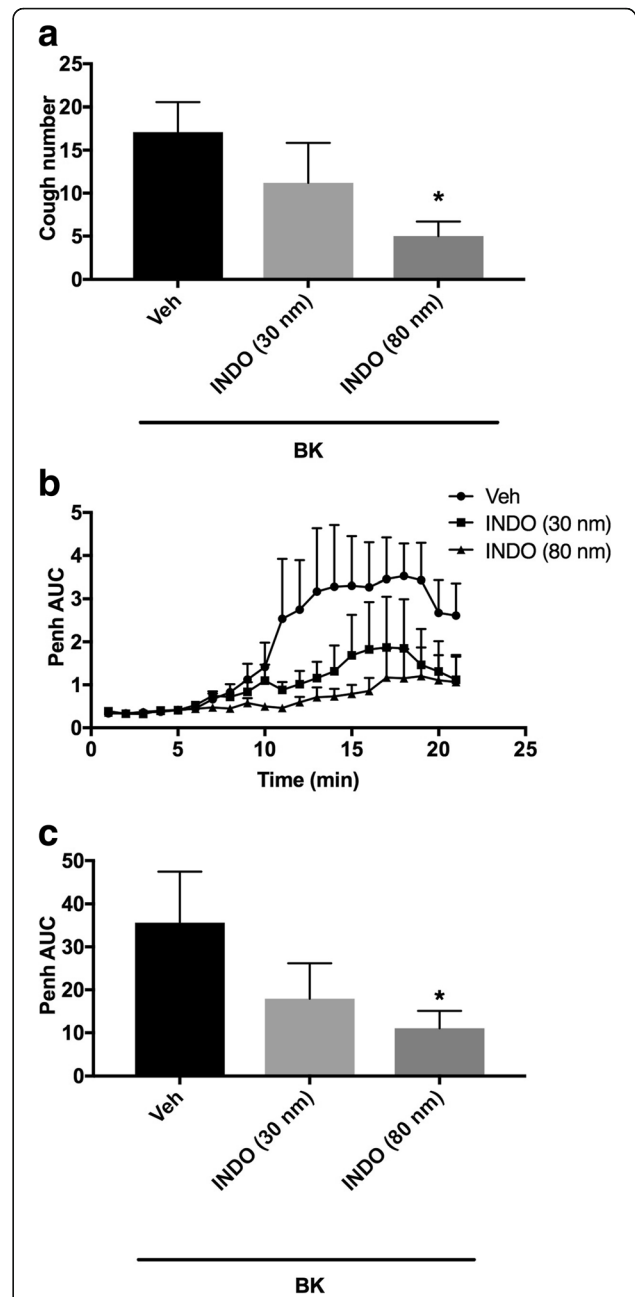 a
25
20
15
10
5
0
Cough number
Veh
INDO (30 nm)
INDO (80 nm)
*
BK
b
5
4
3
2
1
0
Penh AUC
Veh
INDO (30 nm)
INDO (80 nm)
0 5 10 15 20 25
Time (min)
c
50
40
30
20
10
0
Penh AUC
*
Veh
INDO (30 nm)
INDO (80 nm)
BK